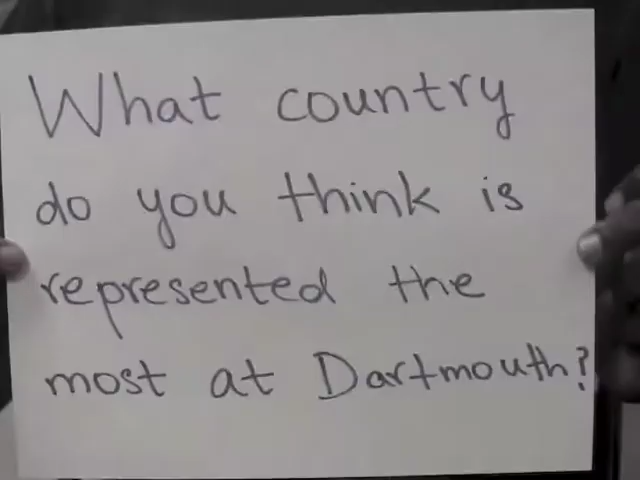 What country
do you think is
represented the
most at Dartmouth?